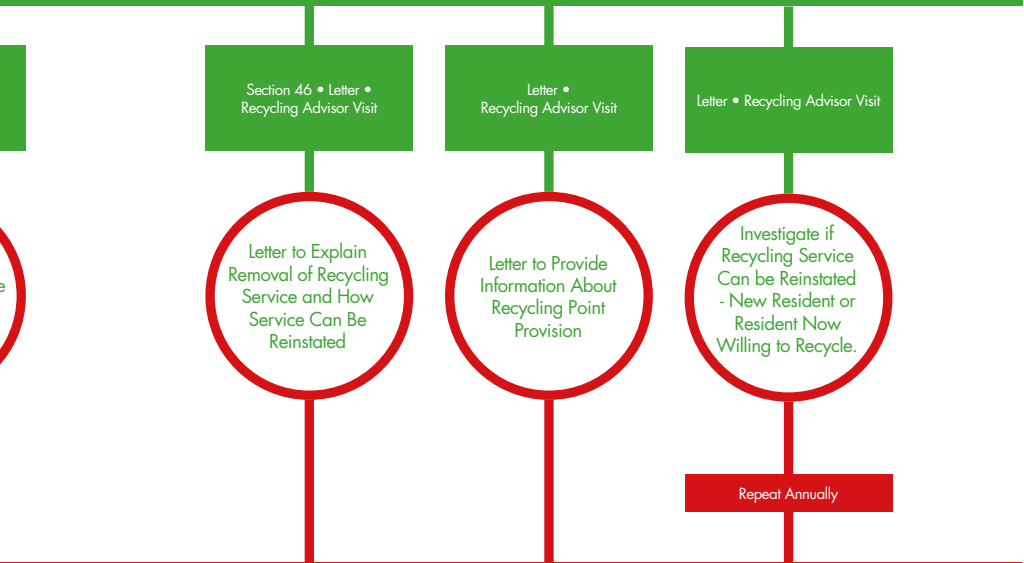 Section 46 • Letter •
Recycling Advisor Visit
Letter •
Recycling Advisor Visit
Letter • Recycling Advisor Visit
Letter to Explain
Removal of Recycling
Service and How
Service Can Be
Reinstated
Letter to Provide
Information About
Recycling Point
Provision
Investigate if
Recycling Service
Can be Reinstated
- New Resident or
Resident Now
Willing to Recycle.
Repeat Annually